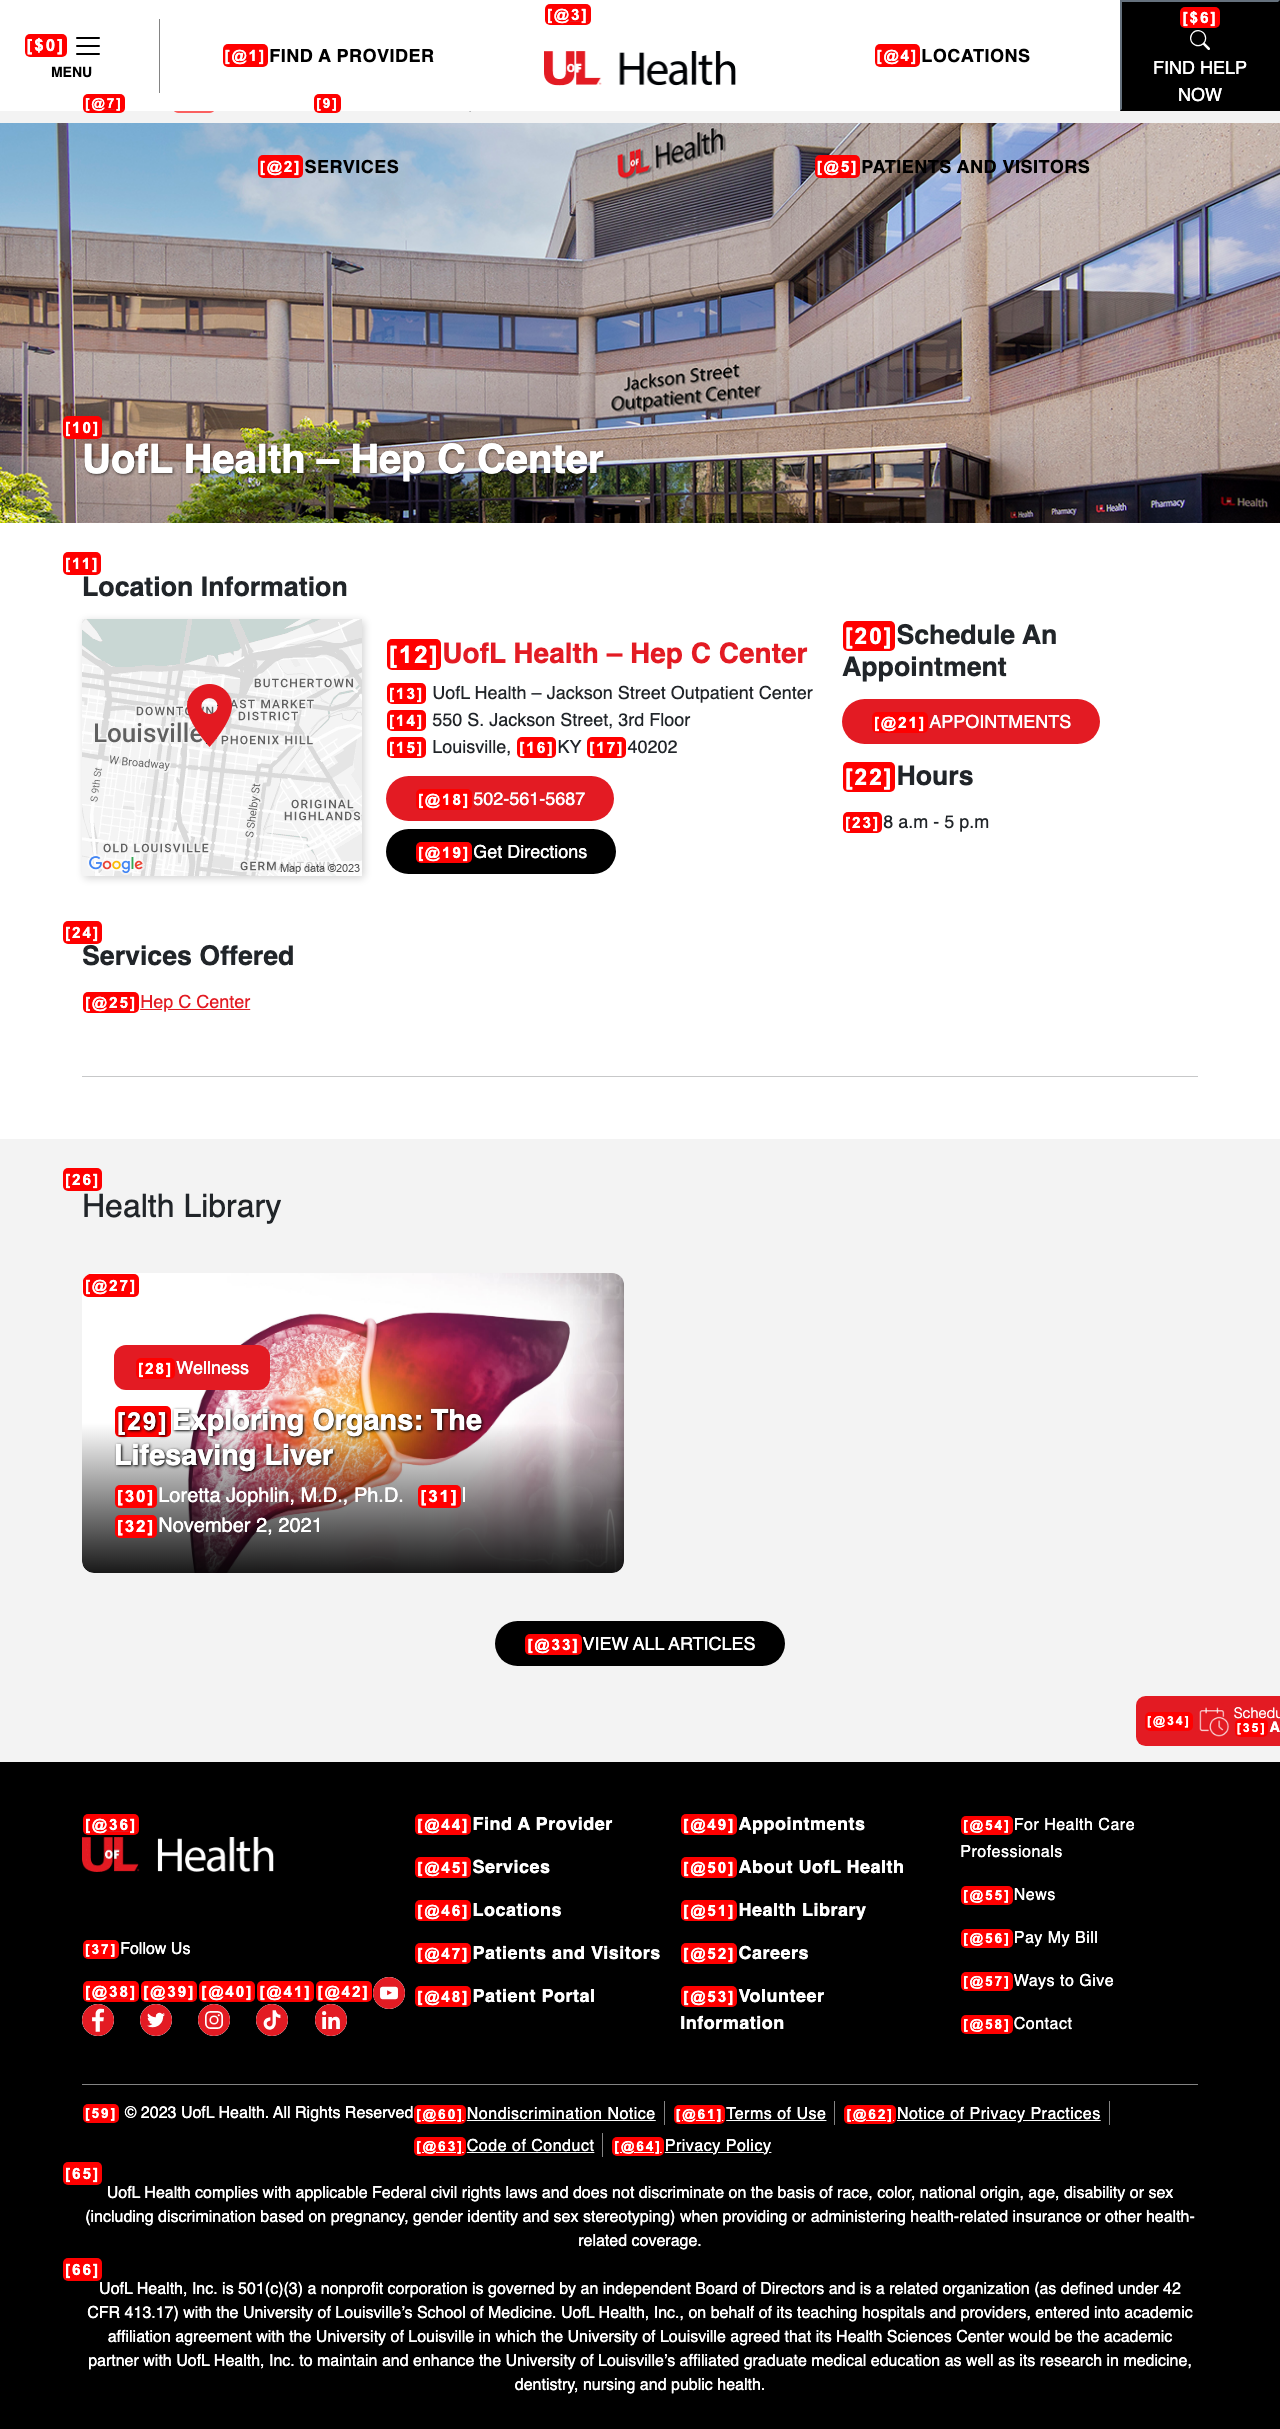 [$0]
MENU
[@1]FIND A PROVIDER
[@3]
UofL Health
[@4]LOCATIONS
[$6]
FIND HELP
NOW
[@7]
[9]
[@2]SERVICES
[@5]PATIENTS AND VISITORS
UofL Health
Jackson Street
Outpatient Center
[10]
UofL Health – Hep C Center
Health
Pharmacy
Health
Pharmacy
Health
[11]
Location Information
BUTCHERTOWN
DOWNTOWN
EAST MARKET
DISTRICT
Louisville
PHOENIX HILL
W Broadway
S 9th St
S Shelby St
ORIGINAL
HIGHLANDS
OLD LOUISVILLE
Google
GERM
Map data ©2023
[12]UofL Health – Hep C Center
[13] UofL Health – Jackson Street Outpatient Center
[14] 550 S. Jackson Street, 3rd Floor
[15] Louisville, [16]KY [17]40202
[@18]502-561-5687
[@19]Get Directions
[20]Schedule An
Appointment
[@21]APPOINTMENTS
[22]Hours
[23]8 a.m - 5 p.m
[24]
Services Offered
[@25]Hep C Center
[26]
Health Library
[@27]
[28]Wellness
[29]Exploring Organs: The
Lifesaving Liver
[30]Loretta Jophlin, M.D., Ph.D. [31]|
[32]November 2, 2021
[@33]VIEW ALL ARTICLES
[@34]
Schedu
[35]A
[@36]
UofL Health
[37]Follow Us
[@38] [@39] [@40] [@41] [@42]
[@44]Find A Provider
[@45]Services
[@46]Locations
[@47]Patients and Visitors
[@48]Patient Portal
[@49]Appointments
[@50]About UofL Health
[@51]Health Library
[@52]Careers
[@53]Volunteer
Information
[@54]For Health Care
Professionals
[@55]News
[@56]Pay My Bill
[@57]Ways to Give
[@58]Contact
[59] © 2023 UofL Health. All Rights Reserved
[@60]Nondiscrimination Notice | [@61]Terms of Use | [@62]Notice of Privacy Practices |
[@63]Code of Conduct | [@64]Privacy Policy
[65]
UofL Health complies with applicable Federal civil rights laws and does not discriminate on the basis of race, color, national origin, age, disability or sex
(including discrimination based on pregnancy, gender identity and sex stereotyping) when providing or administering health-related insurance or other health-
related coverage.
[66]
UofL Health, Inc. is 501(c)(3) a nonprofit corporation is governed by an independent Board of Directors and is a related organization (as defined under 42
CFR 413.17) with the University of Louisville’s School of Medicine. UofL Health, Inc., on behalf of its teaching hospitals and providers, entered into academic
affiliation agreement with the University of Louisville in which the University of Louisville agreed that its Health Sciences Center would be the academic
partner with UofL Health, Inc. to maintain and enhance the University of Louisville’s affiliated graduate medical education as well as its research in medicine,
dentistry, nursing and public health.